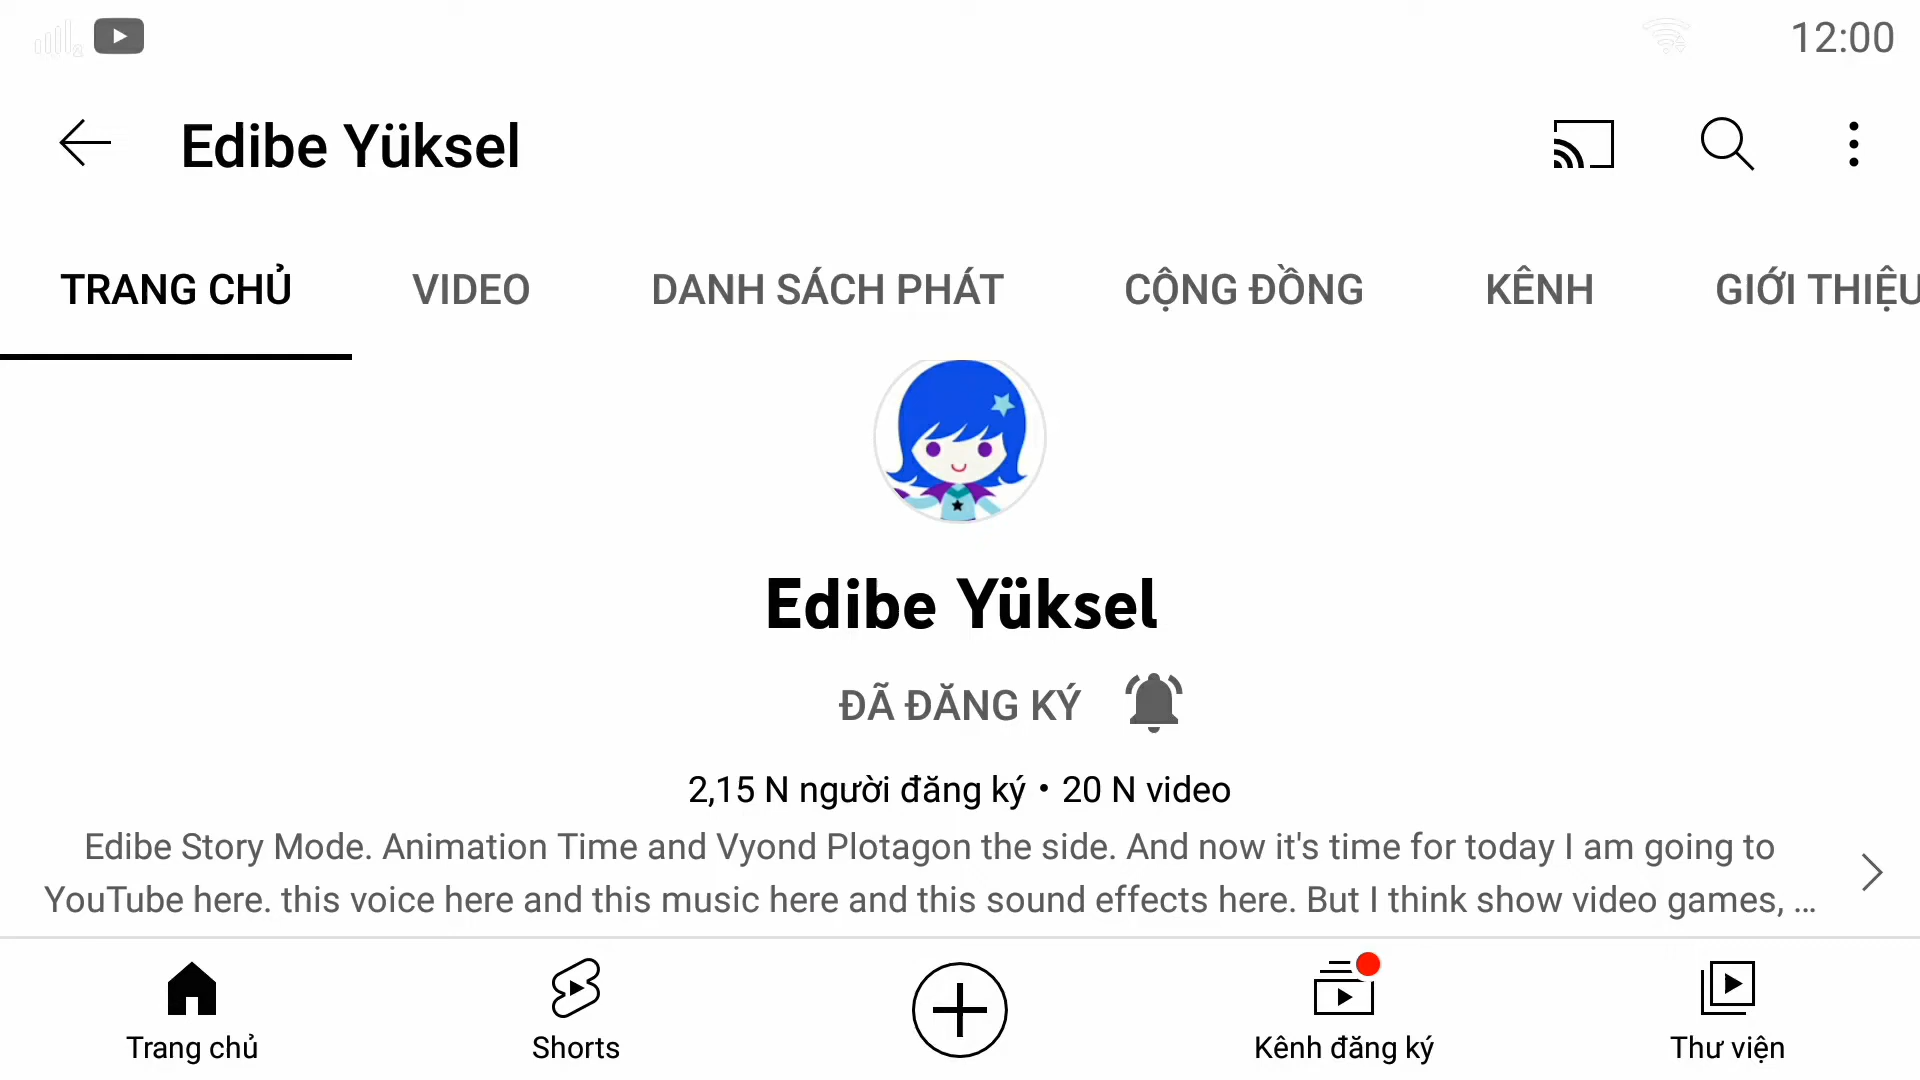 12:00
Edibe Yüksel
TRANG CHỦ VIDEO DANH SÁCH PHÁT CỘNG ĐỒNG KÊNH GIỚI THIỆU
Edibe Yüksel
ĐÃ ĐĂNG KÝ
2,15 N người đăng ký • 20 N video
Edibe Story Mode. Animation Time and Vyond Plotagon the side. And now it's time for today I am going to
YouTube here. this voice here and this music here and this sound effects here. But I think show video games, ...
Trang chủ Shorts Kênh đăng ký Thư viện